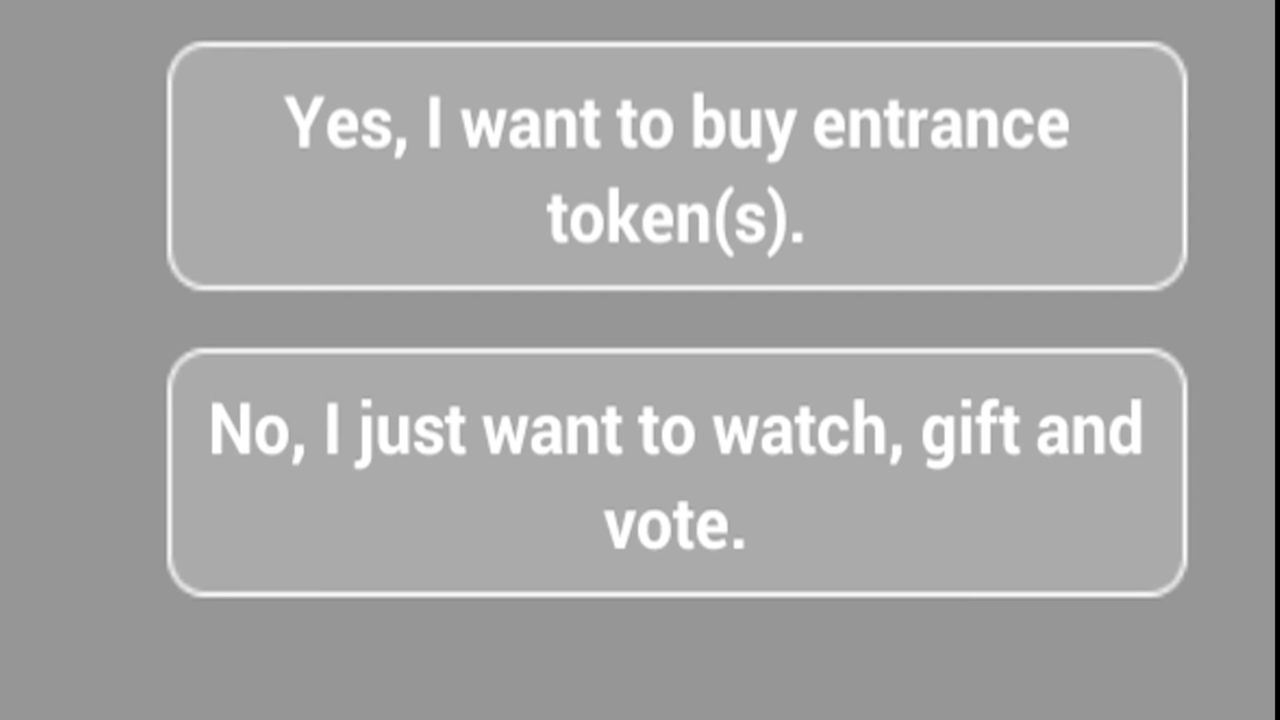 Yes, I want to buy entrance
token(s).
No, I just want to watch, gift and
vote.